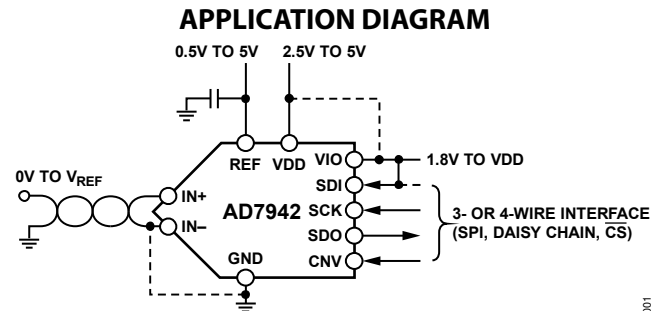 APPLICATION DIAGRAM
0.5V TO 5V 2.5V TO 5V
REF VDD VIO 1.8V TO VDD
0V TO VREF SDI
IN+ AD7942 SCK 3- OR 4-WIRE INTERFACE
IN– SDO (SPI, DAISY CHAIN, CS)
GND CNV
001